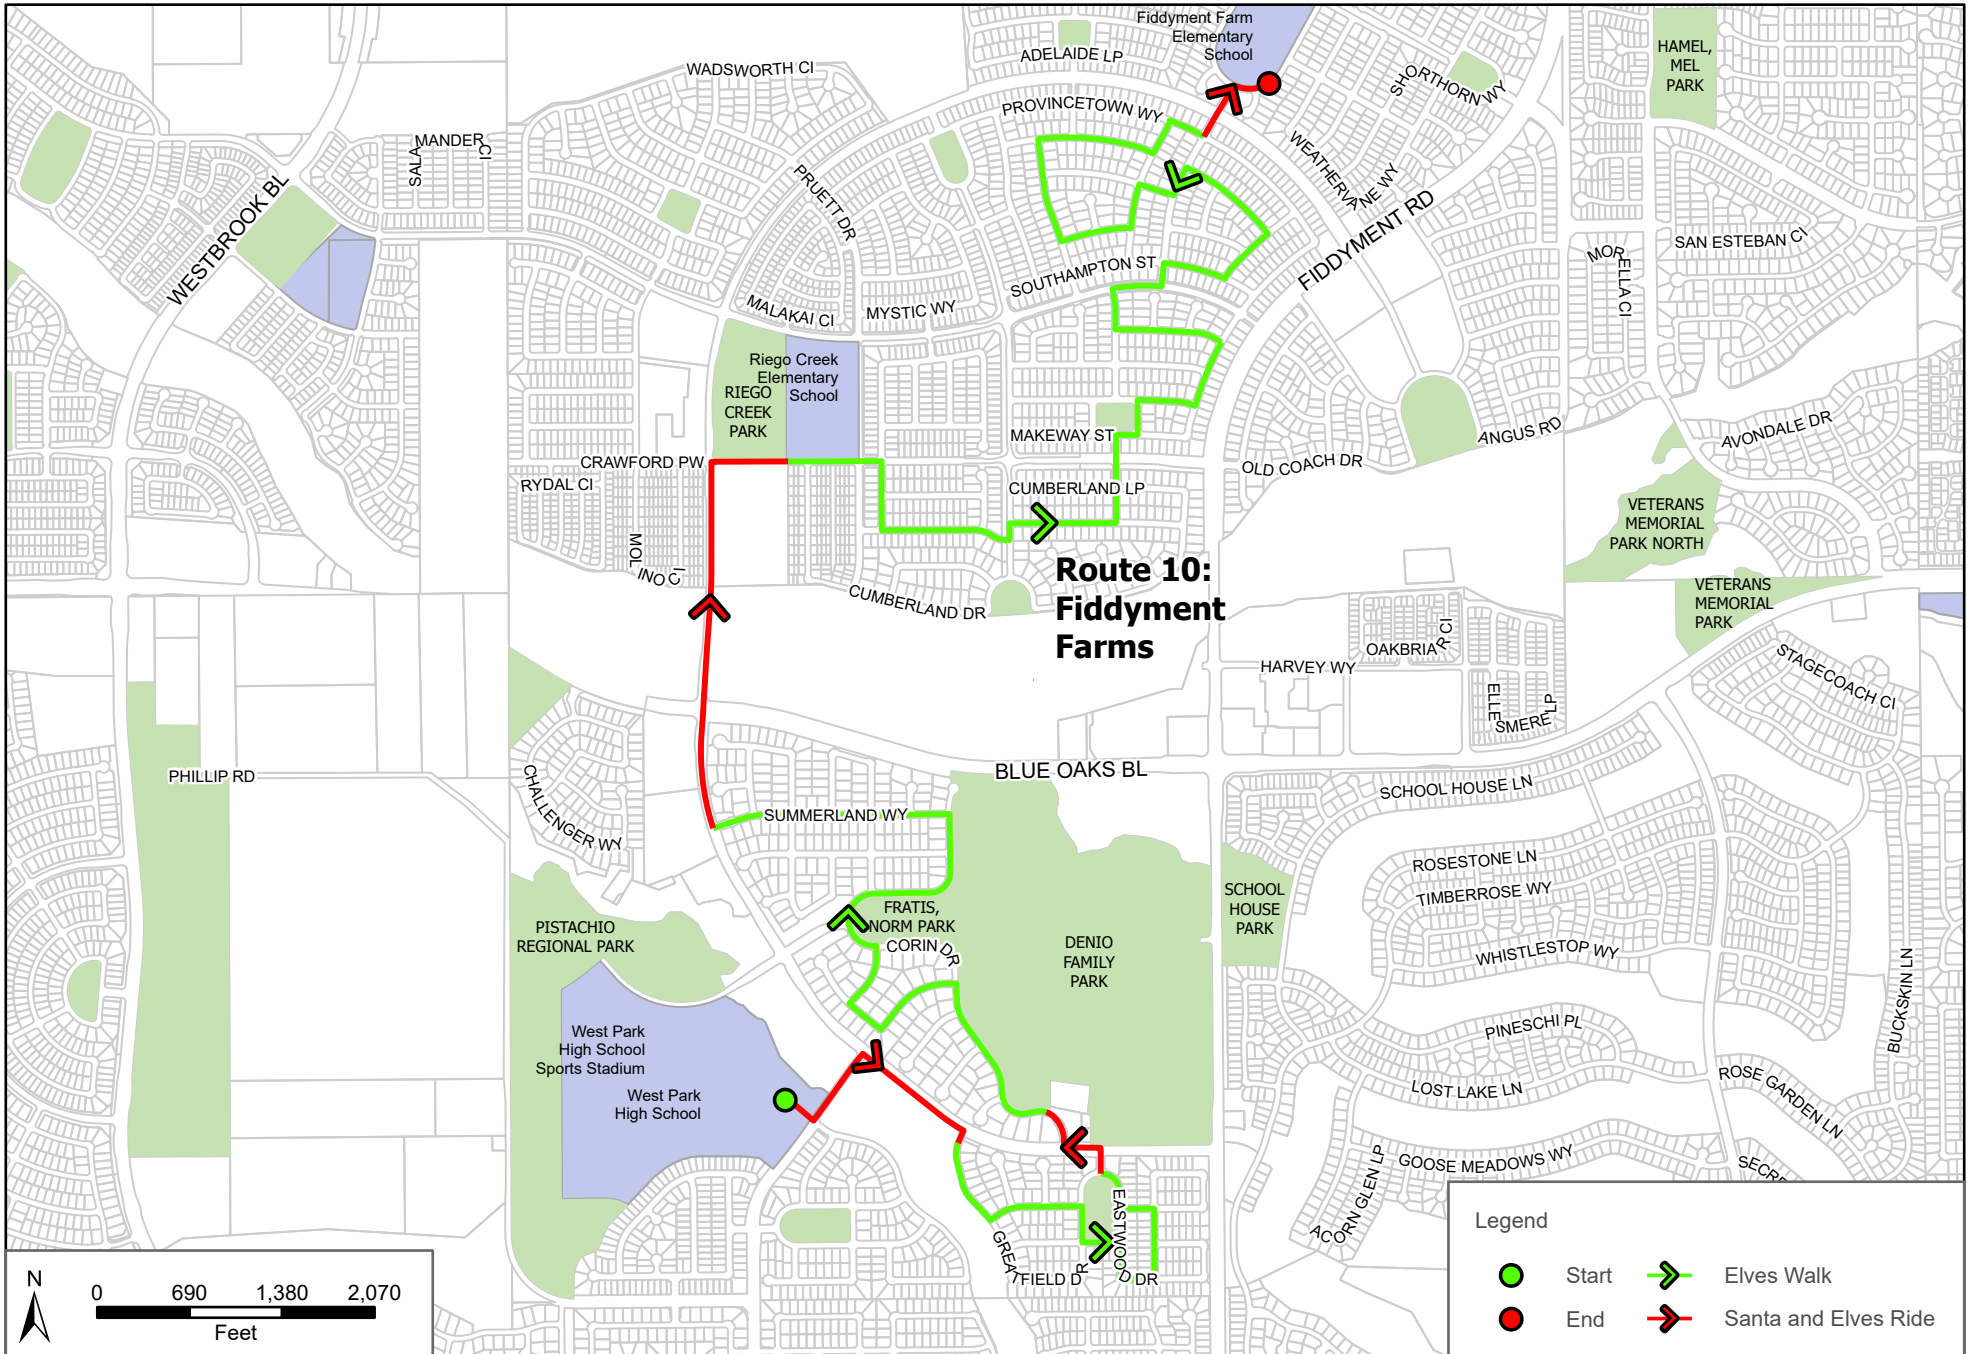 Fiddyment Farm
Elementary
School
ADELAIDE LP
HAMEL,
MEL
PARK
WADSWORTH CI
SHORTHORN WY
PROVINCETOWN WY
SALA
MANDER
CI
WEATHERVANE WY
PRUETT DR
WESTBROOK BL
FIDDYMENT RD
SAN ESTEBAN CI
MORELLA CI
SOUTHAMPTON ST
MALAKAI CI
MYSTIC WY
Riego Creek
Elementary
School
RIEGO
CREEK
PARK
MAKEWAY ST
ANGUS RD
AVONDALE DR
CRAWFORD PW
OLD COACH DR
RYDAL CI
CUMBERLAND LP
VETERANS
MEMORIAL
PARK NORTH
MOLINO CI
Route 10:
Fiddyment
Farms
CUMBERLAND DR
VETERANS
MEMORIAL
PARK
OAKBRIAR CI
HARVEY WY
STAGECOACH CI
ELLESMERE LP
PHILLIP RD
BLUE OAKS BL
CHALLENGER WY
SCHOOL HOUSE LN
SUMMERLAND WY
ROSESTONE LN
TIMBERROSE WY
SCHOOL
HOUSE
PARK
FRATIS,
NORM PARK
PISTACHIO
REGIONAL PARK
CORIN DR
DENIO
FAMILY
PARK
WHISTLESTOP WY
BUCKSKIN LN
PINESCHI PL
West Park
High School
Sports Stadium
West Park
High School
LOST LAKE LN
ROSE GARDEN LN
GOOSE MEADOWS WY
SECRE
ACORN GLEN LP
EASTWOOD DR
GREATFIELD DR
Legend
Start
Elves Walk
End
Santa and Elves Ride
N
0 690 1,380 2,070
Feet